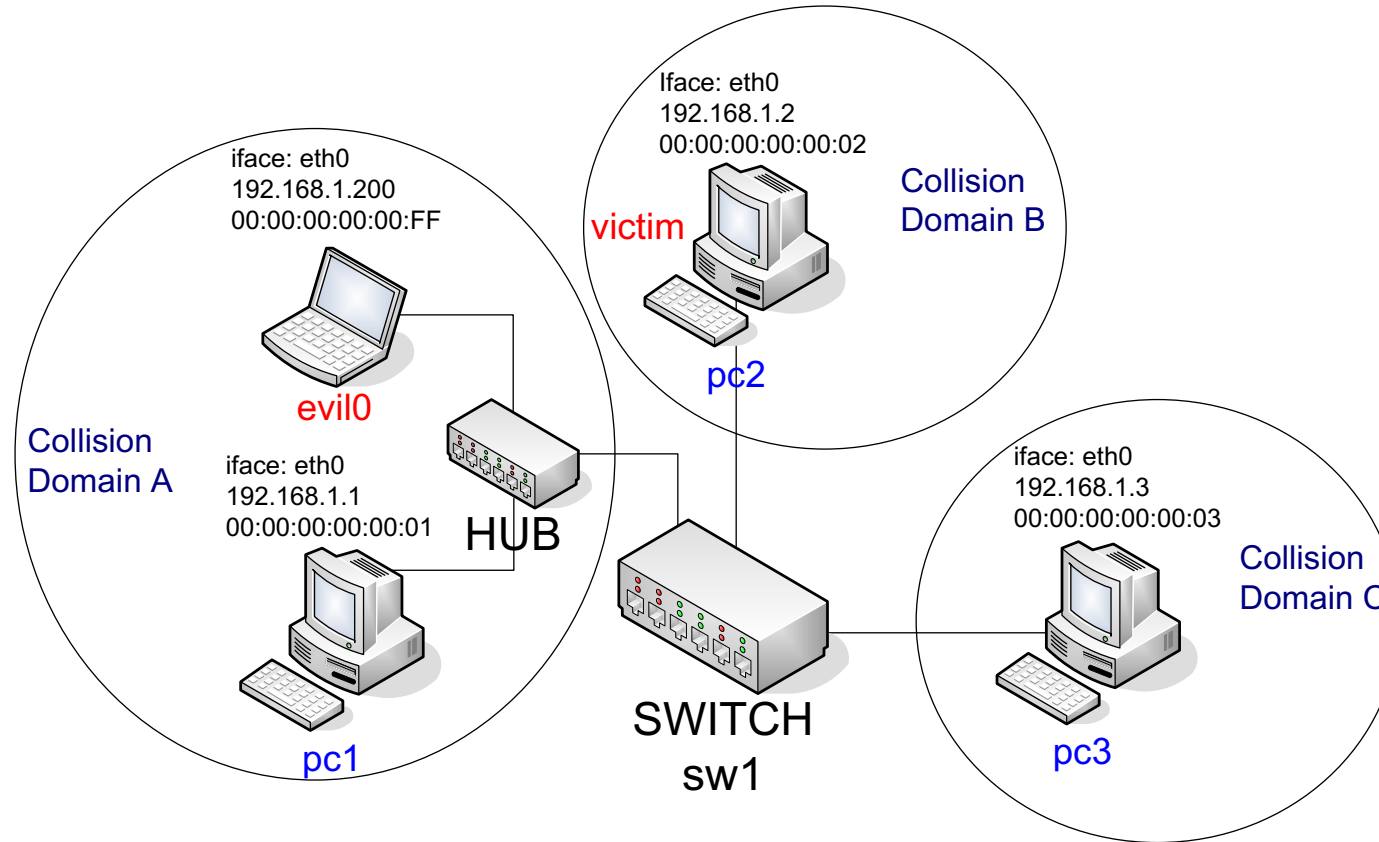 Iface: eth0
192.168.1.2
00:00:00:00:00:02
victim
pc2
Collision
Domain B
iface: eth0
192.168.1.200
00:00:00:00:00:FF
evil0
Collision
Domain A
iface: eth0
192.168.1.1
00:00:00:00:00:01
HUB
pc1
SWITCH
sw1
iface: eth0
192.168.1.3
00:00:00:00:00:03
pc3
Collision
Domain C